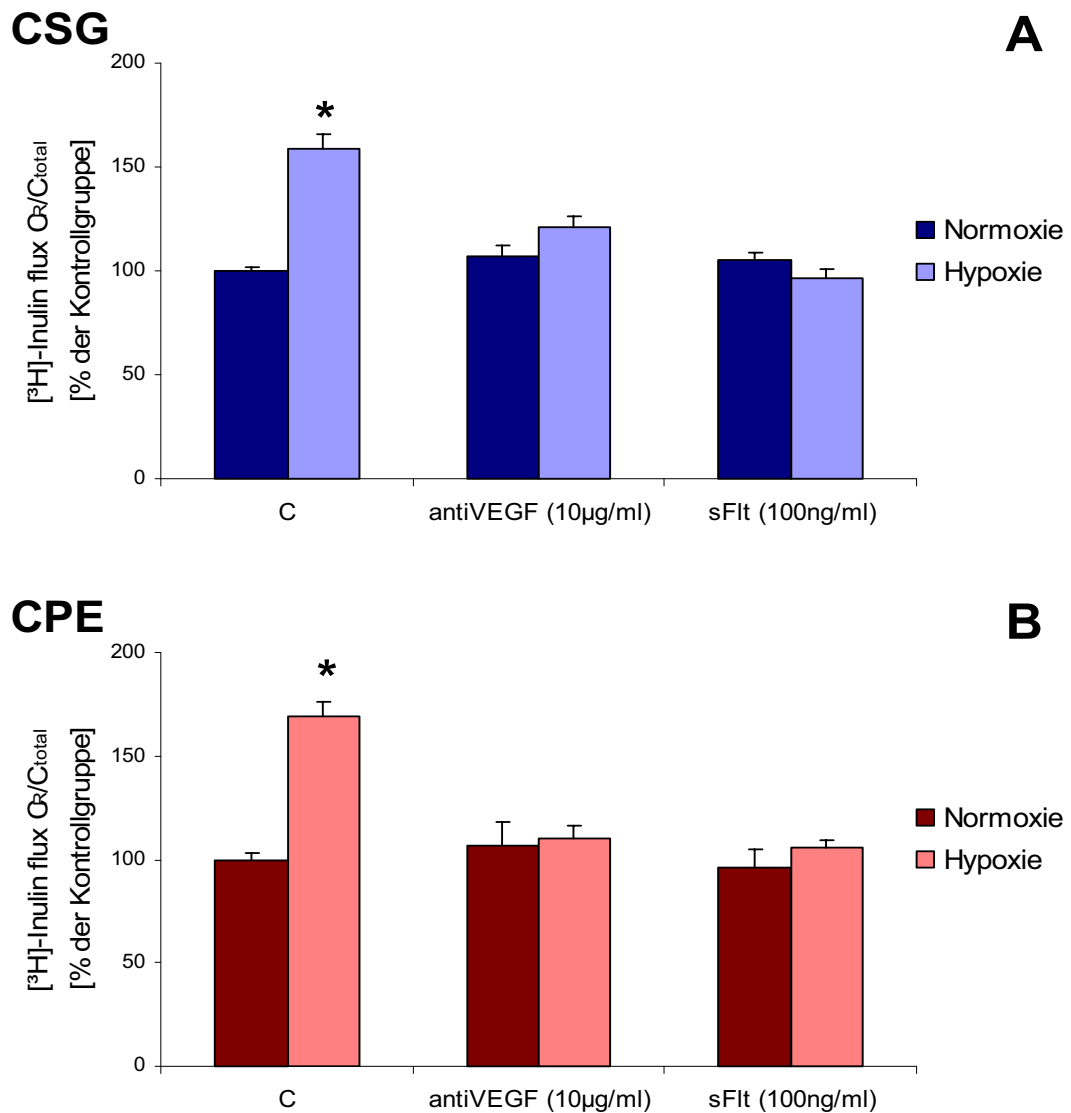 CSG
A
200
*
150
100
50
0
[³H]-Inulin flux CR/Ctotal
[% der Kontrollgruppe]
Normoxie
Hypoxie
C
antiVEGF (10µg/ml)
sFlt (100ng/ml)
CPE
B
200
*
150
100
50
0
[³H]-Inulin flux CR/Ctotal
[% der Kontrollgruppe]
Normoxie
Hypoxie
C
antiVEGF (10µg/ml)
sFlt (100ng/ml)